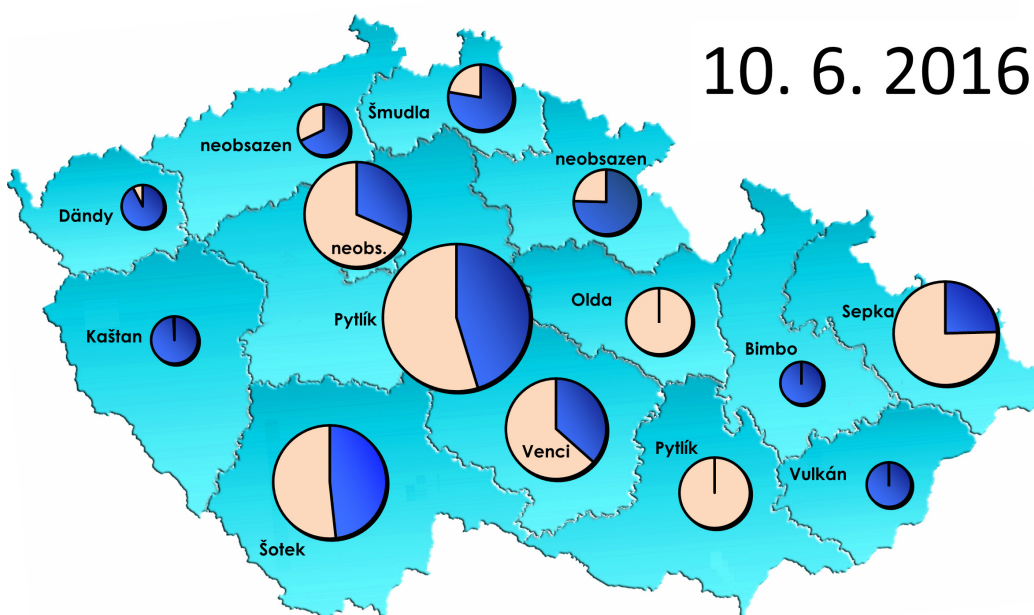 10. 6. 2016
Šmudla
neobsazen
neobsazen
Dändy
neobs.
Olda
Sepka
Pytlík
Kaštan
Bimbo
Venci
Pytlík
Vulkán
Šotek